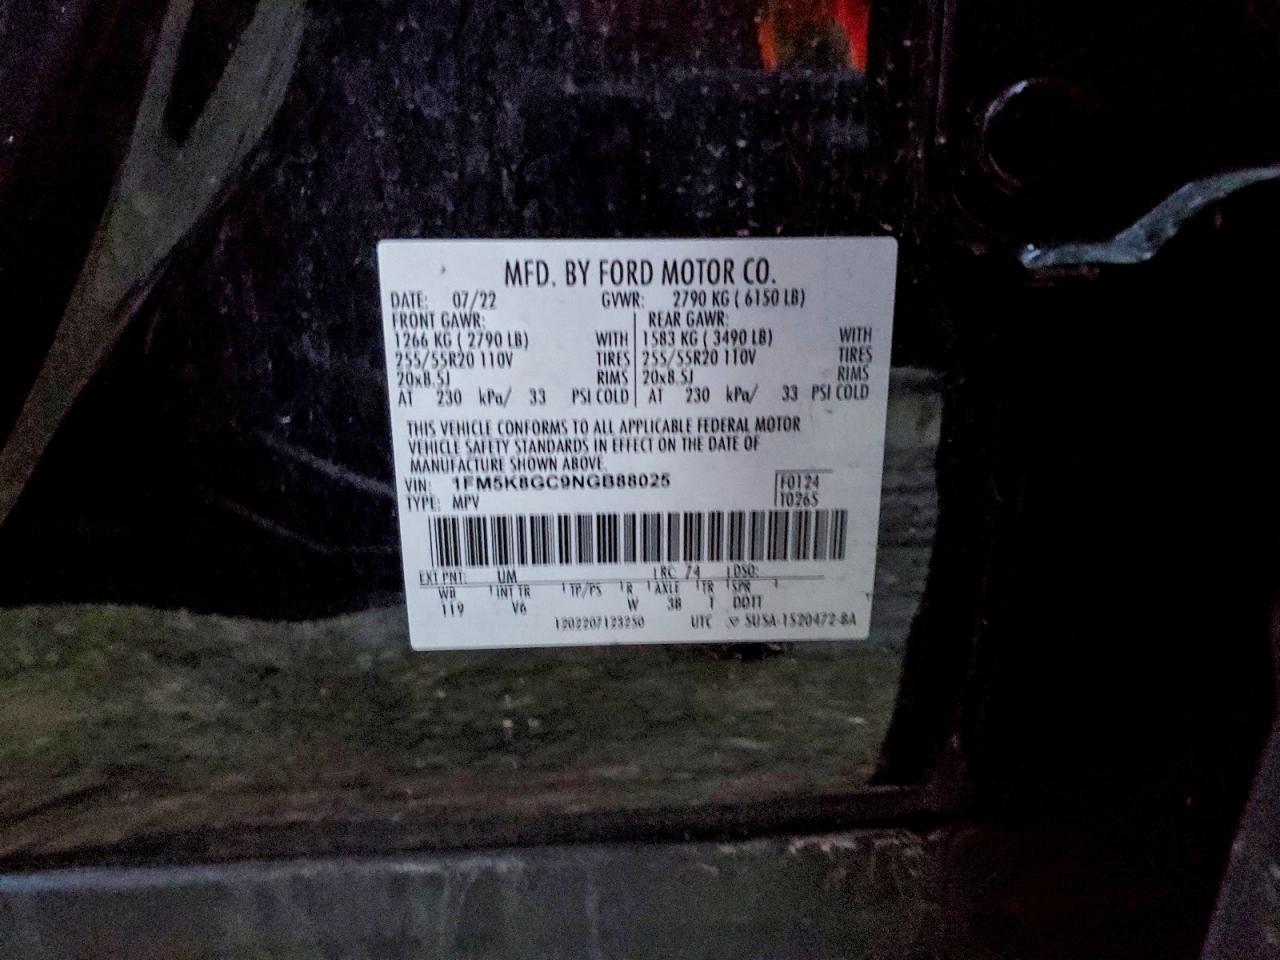 MFD. BY FORD MOTOR CO.
DATE: 07/22 GVWR: 2790 KG ( 6150 LB)
FRONT GAWR: REAR GAWR:
1266 KG ( 2790 LB) WITH 1583 KG ( 3490 LB) WITH
255/55R20 110V TIRES 255/55R20 110V TIRES
20x8.5J RIMS 20x8.5J RIMS
AT 230 kPa/ 33 PSI COLD AT 230 kPa/ 33 PSI COLD
THIS VEHICLE CONFORMS TO ALL APPLICABLE FEDERAL MOTOR
VEHICLE SAFETY STANDARDS IN EFFECT ON THE DATE OF
MANUFACTURE SHOWN ABOVE.
VIN: 1FM5K8GC9NGB88025 F0124
TYPE: MPV T0265
EXT PNT: UM RC: 74 DSO:
WB INT TR TP/PS R AXLE TR SPR
119 V6 W 3B T DDTT
1202207123250 UTC SUSA-1520472-BA